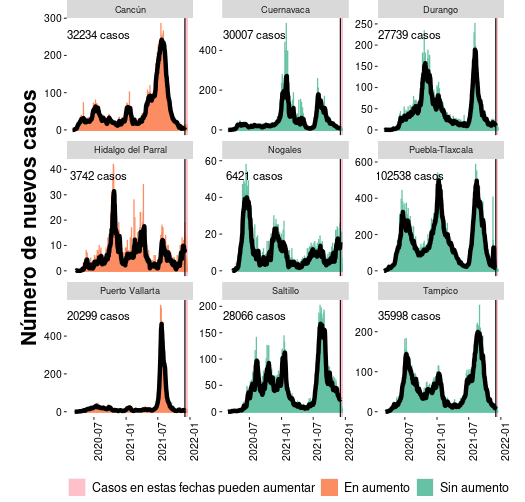 Número de nuevos casos
Cancún
Cuernavaca
Durango
32234 casos
30007 casos
27739 casos
300
200
100
0
400
200
0
250
200
150
100
50
0
Hidalgo del Parral
Nogales
Puebla-Tlaxcala
3742 casos
6421 casos
102538 casos
40
30
20
10
0
60
40
20
0
600
400
200
0
Puerto Vallarta
Saltillo
Tampico
20299 casos
28066 casos
35998 casos
400
200
0
200
150
100
50
0
200
100
0
2020-07
2021-01
2021-07
2022-01
2020-07
2021-01
2021-07
2022-01
2020-07
2021-01
2021-07
2022-01
Casos en estas fechas pueden aumentar
En aumento
Sin aumento